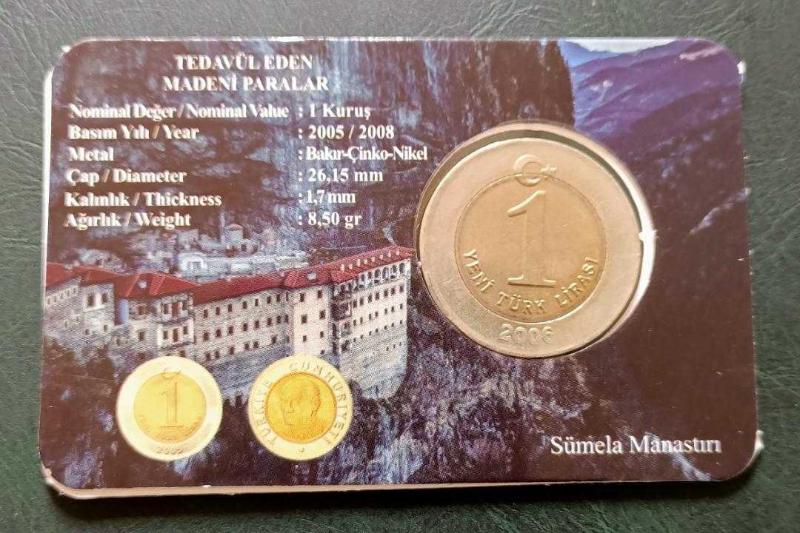 TEDAVÜL EDEN
MADENİ PARALAR
Nominal Değer / Nominal Value : 1 Kuruş
Basım Yılı / Year : 2005 / 2008
Metal : Bakır-Çinko-Nikel
Çap / Diameter : 26,15 mm
Kalınlık / Thickness : 1,7 mm
Ağırlık / Weight : 8,50 gr
1
YENİ TÜRK LİRASI
2006
1
TÜRKİYE CUMHURİYETİ
Sümela Manastırı